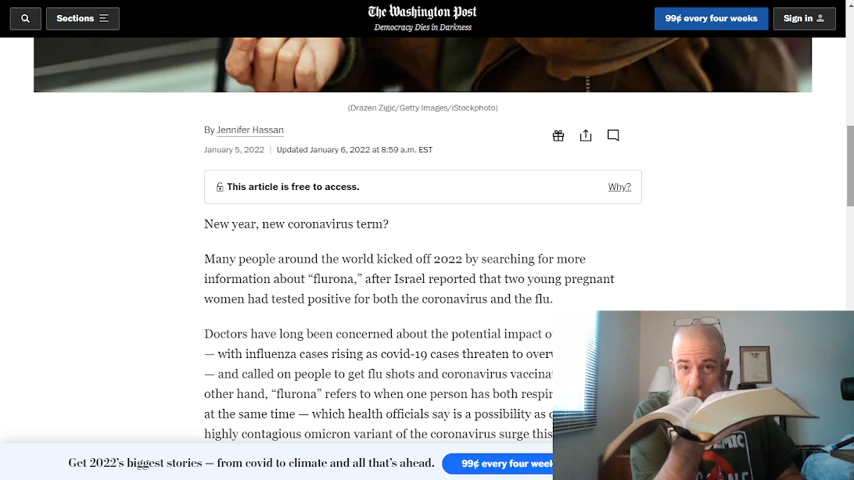 Sections
The Washington Post
Democracy Dies in Darkness
99¢ every four weeks
Sign in
(Drazen Zigic/Getty Images/iStockphoto)
By Jennifer Hassan
January 5, 2022 | Updated January 6, 2022 at 8:59 a.m. EST
This article is free to access.
Why?
New year, new coronavirus term?
Many people around the world kicked off 2022 by searching for more
information about “flurona,” after Israel reported that two young pregnant
women had tested positive for both the coronavirus and the flu.
Doctors have long been concerned about the potential impact
— with influenza cases rising as covid-19 cases threaten to
— and called on people to get flu shots and coronavirus
other hand, “flurona” refers to when one person has both
at the same time — which health officials say is a possibility as
highly contagious omicron variant of the coronavirus surge this
Get 2022’s biggest stories — from covid to climate and all that’s ahead.
99¢ every four